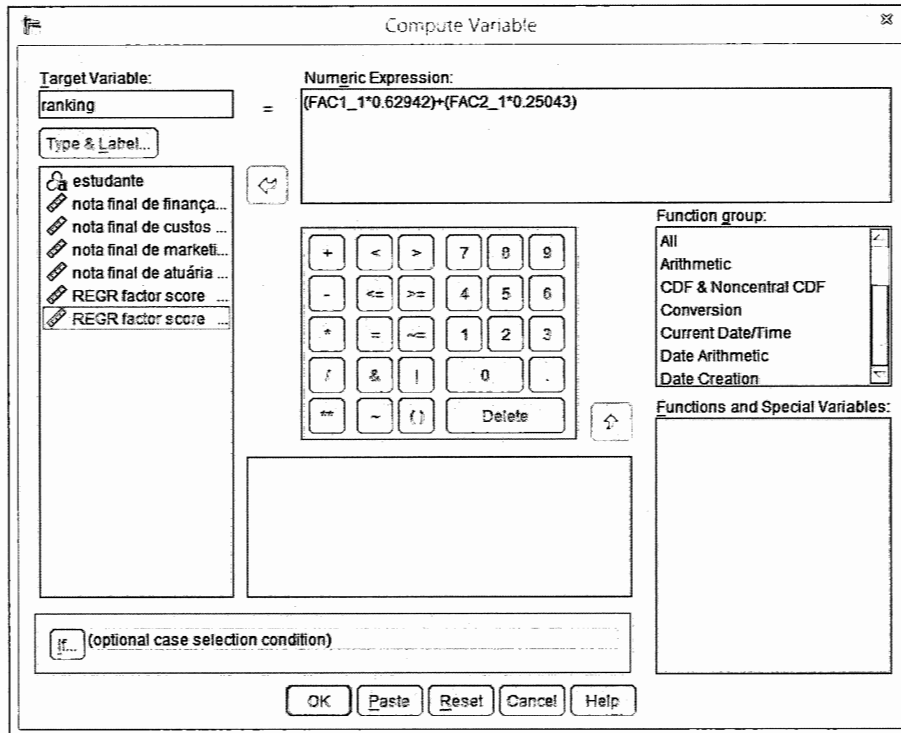 Compute Variable
Target Variable:
ranking
=
Numeric Expression:
(FAC1_1*0.62942)+(FAC2_1*0.25043)
Type & Label...
estudante
nota final de finança...
nota final de custos ...
nota final de marketi...
nota final de atuária ...
REGR factor score ...
REGR factor score ...
+ < > 7 8 9
- <= >= 4 5 6
* = ~= 1 2 3
/ & | 0 .
** ~ () Delete
Function group:
All
Arithmetic
CDF & Noncentral CDF
Conversion
Current Date/Time
Date Arithmetic
Date Creation
Functions and Special Variables:
If... (optional case selection condition)
OK Paste Reset Cancel Help